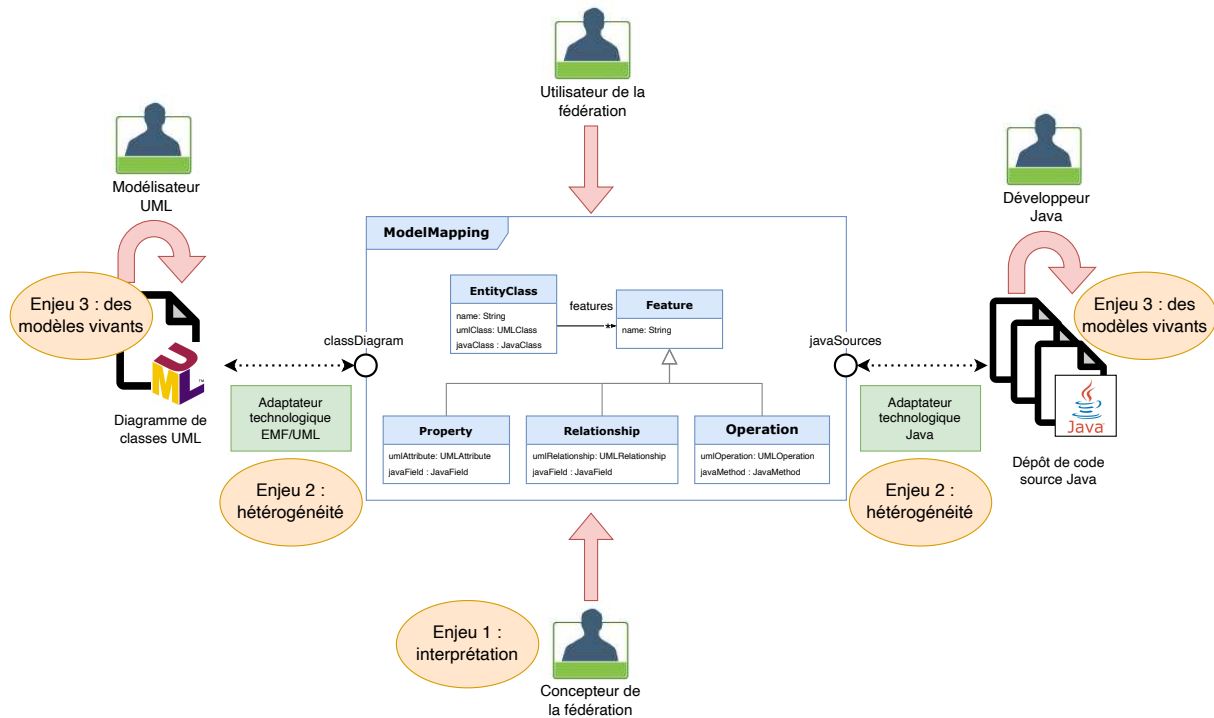 Utilisateur de la
fédération
Modélisateur
UML
Développeur
Java
ModelMapping
Enjeu 3 : des
modèles vivants
UML™
Diagramme de
classes UML
classDiagram
Adaptateur
technologique
EMF/UML
Enjeu 2 :
hétérogénéité
EntityClass
name: String
umlClass: UMLClass
javaClass : JavaClass
features
*
Feature
name: String
Property
umlAttribute: UMLAttribute
javaField : JavaField
Relationship
umlRelationship: UMLRelationship
javaField : JavaField
Operation
umlOperation: UMLOperation
javaMethod : JavaMethod
javaSources
Adaptateur
technologique
Java
Enjeu 2 :
hétérogénéité
Enjeu 3 : des
modèles vivants
Java
Dépôt de code
source Java
Enjeu 1 :
interprétation
Concepteur de
la fédération